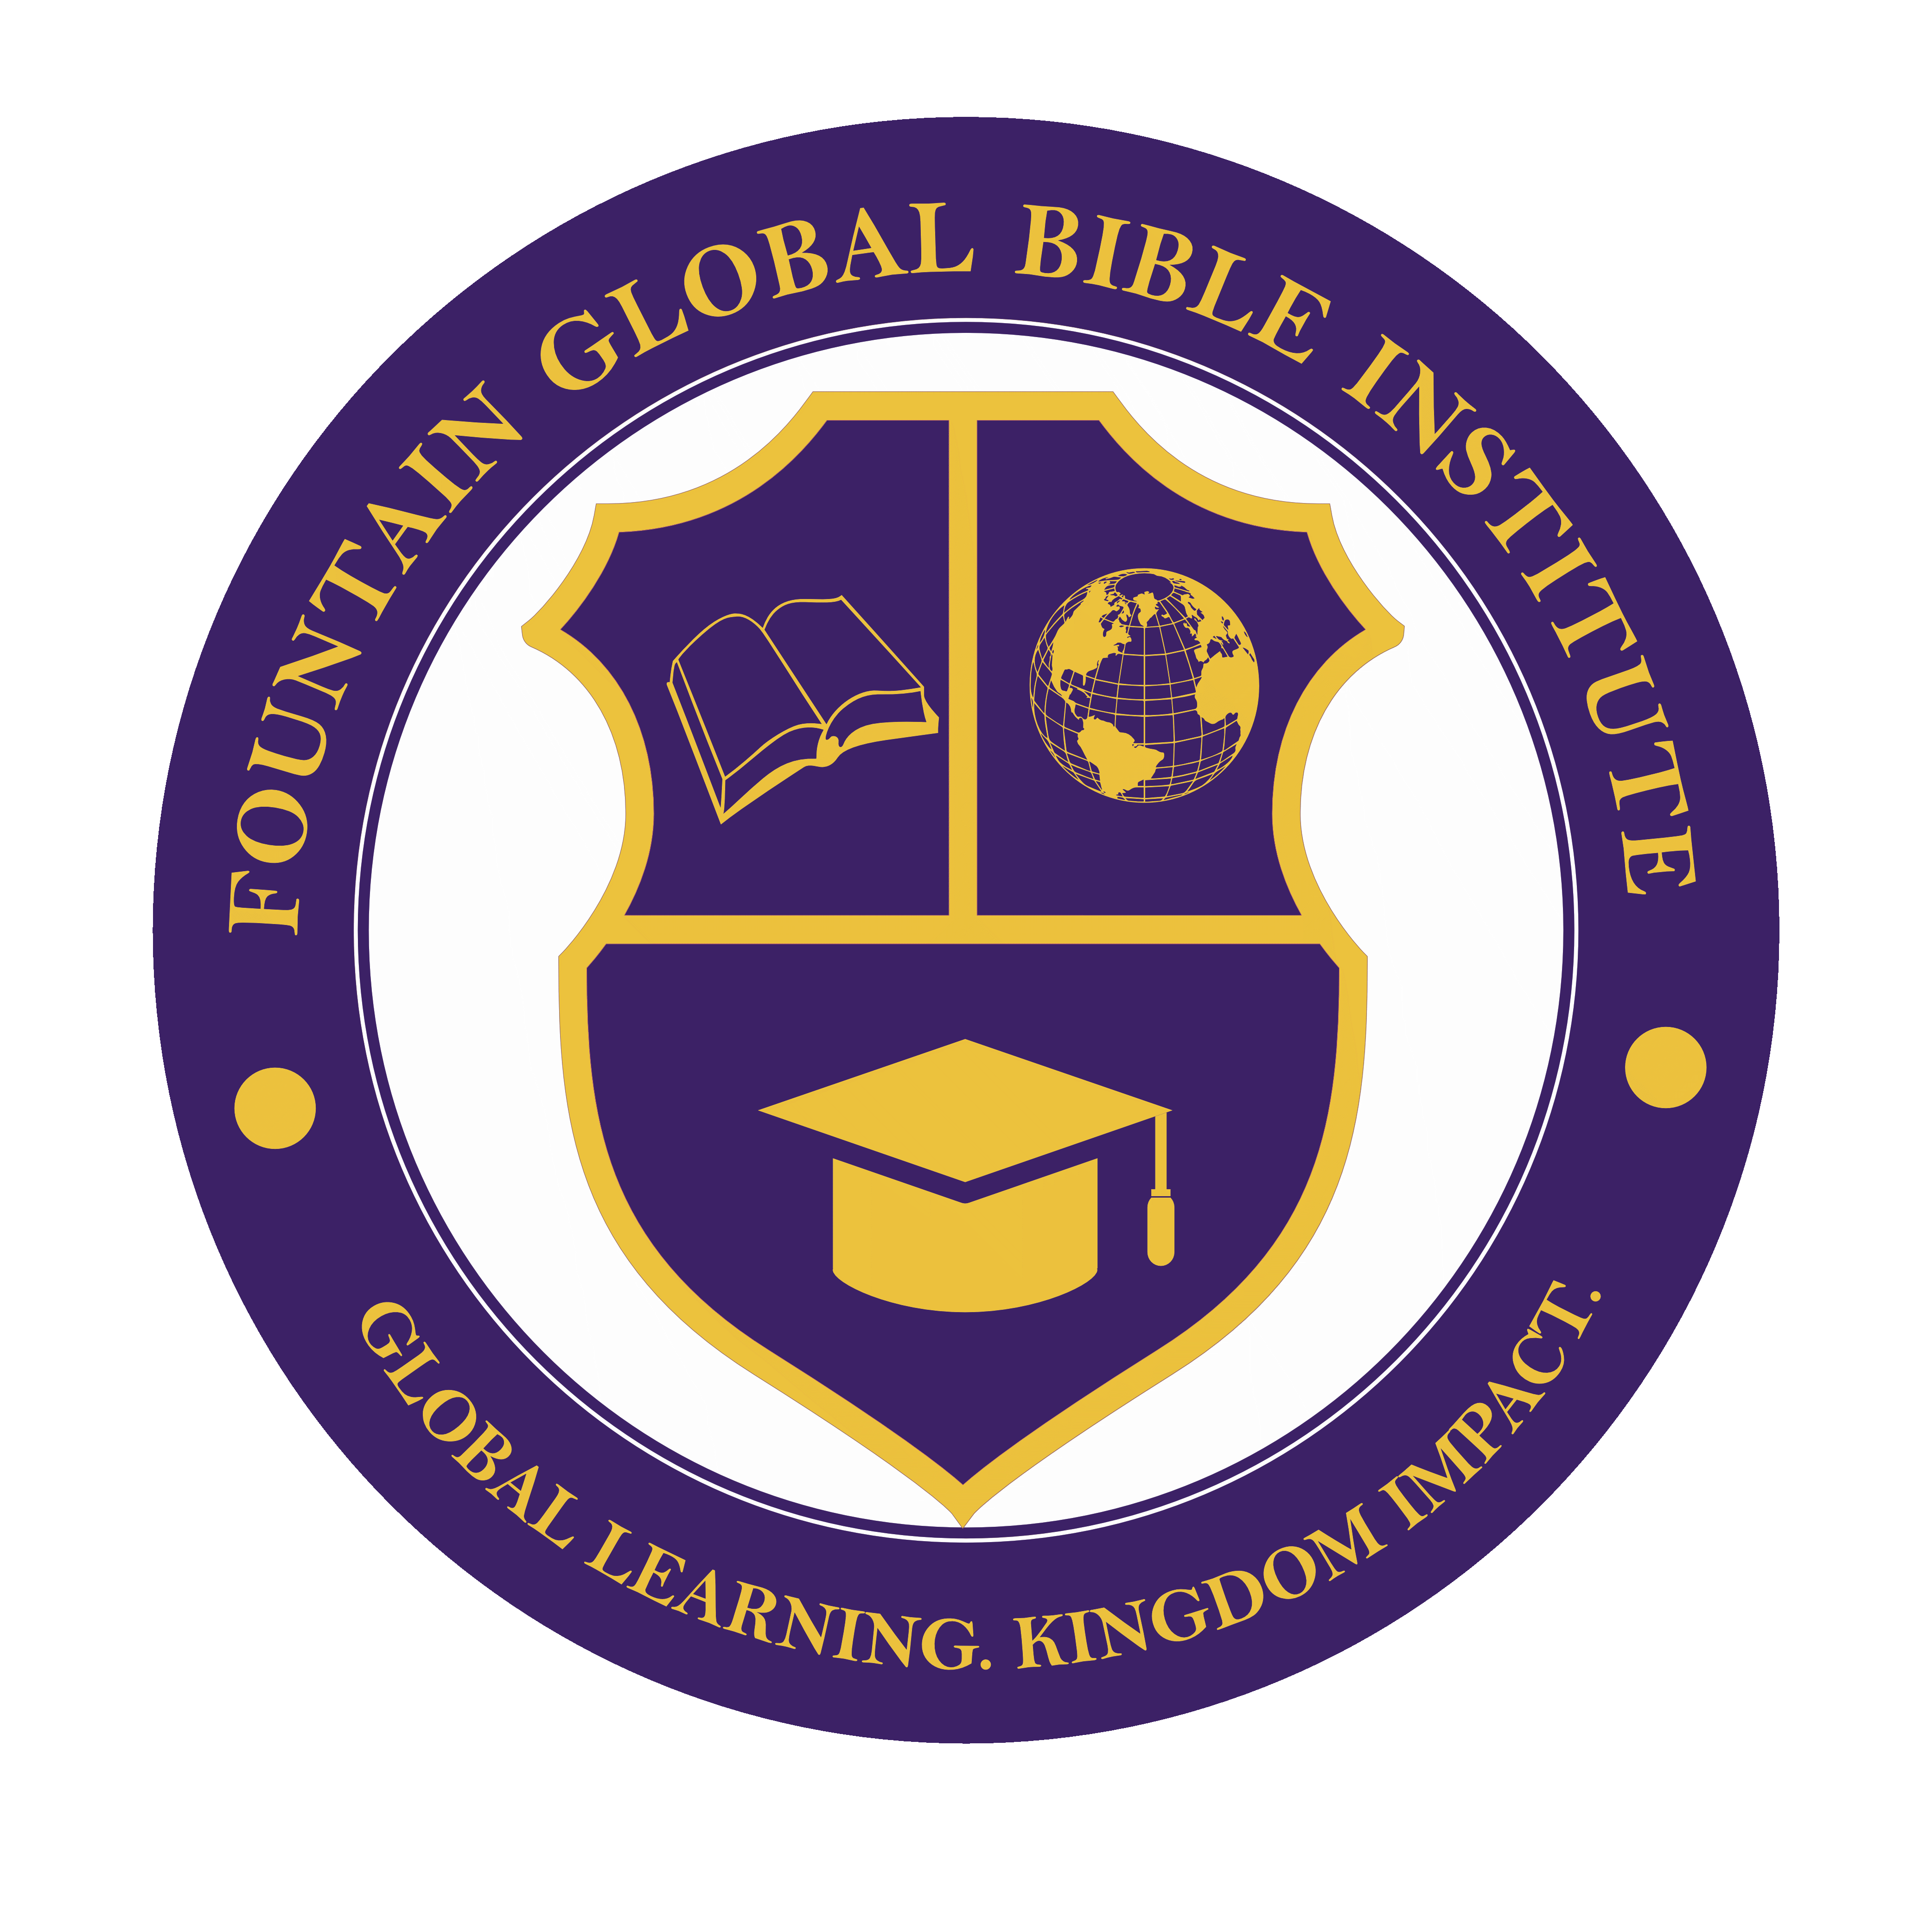 FOUNTAIN GLOBAL BIBLE INSTITUTE
GLOBAL LEARNING. KINGDOM IMPACT.